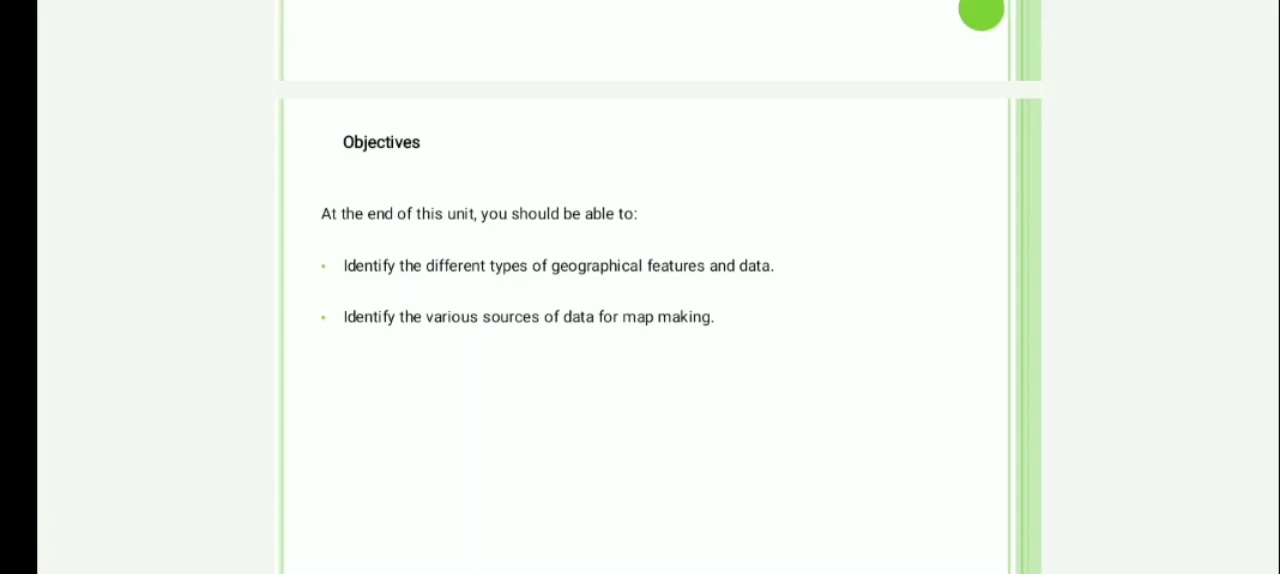 Objectives
At the end of this unit, you should be able to:
• Identify the different types of geographical features and data.
• Identify the various sources of data for map making.